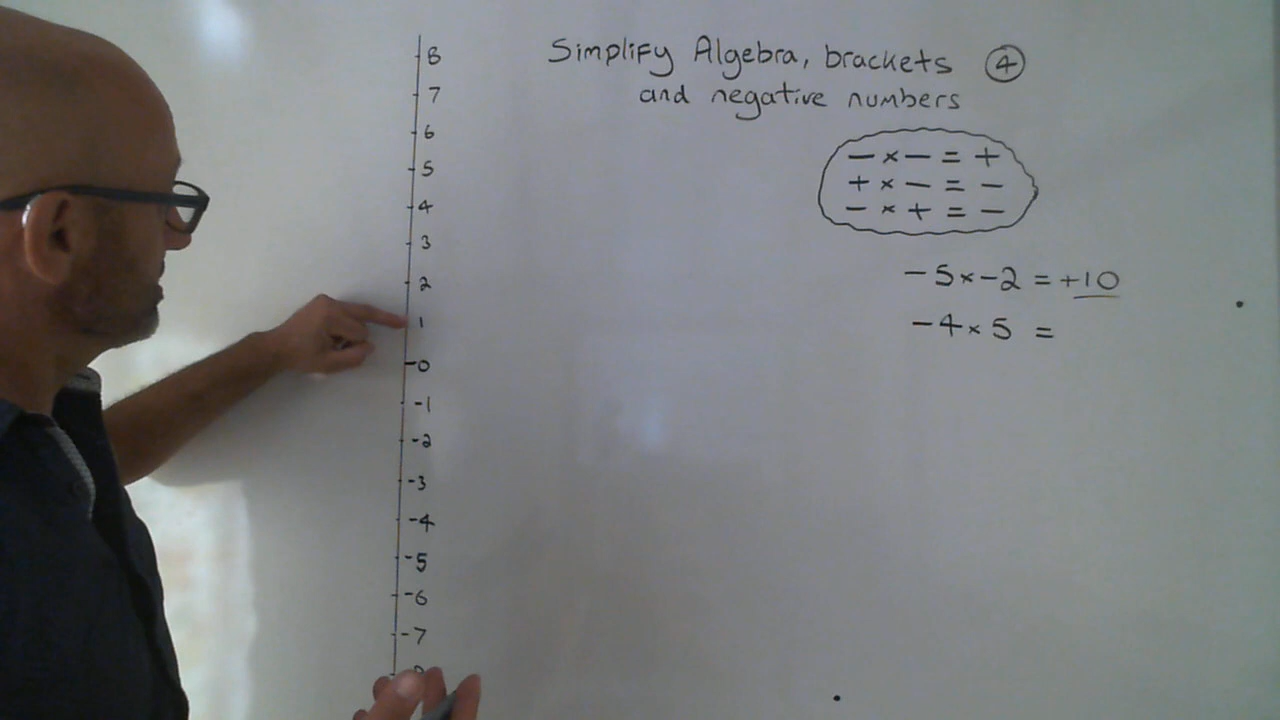 Simplify Algebra, brackets ④
and negative numbers
8
7
6
5
4
3
2
1
0
-1
-2
-3
-4
-5
-6
-7
- × - = +
+ × - = -
- × + = -
-5×-2 = +10
-4×5 =